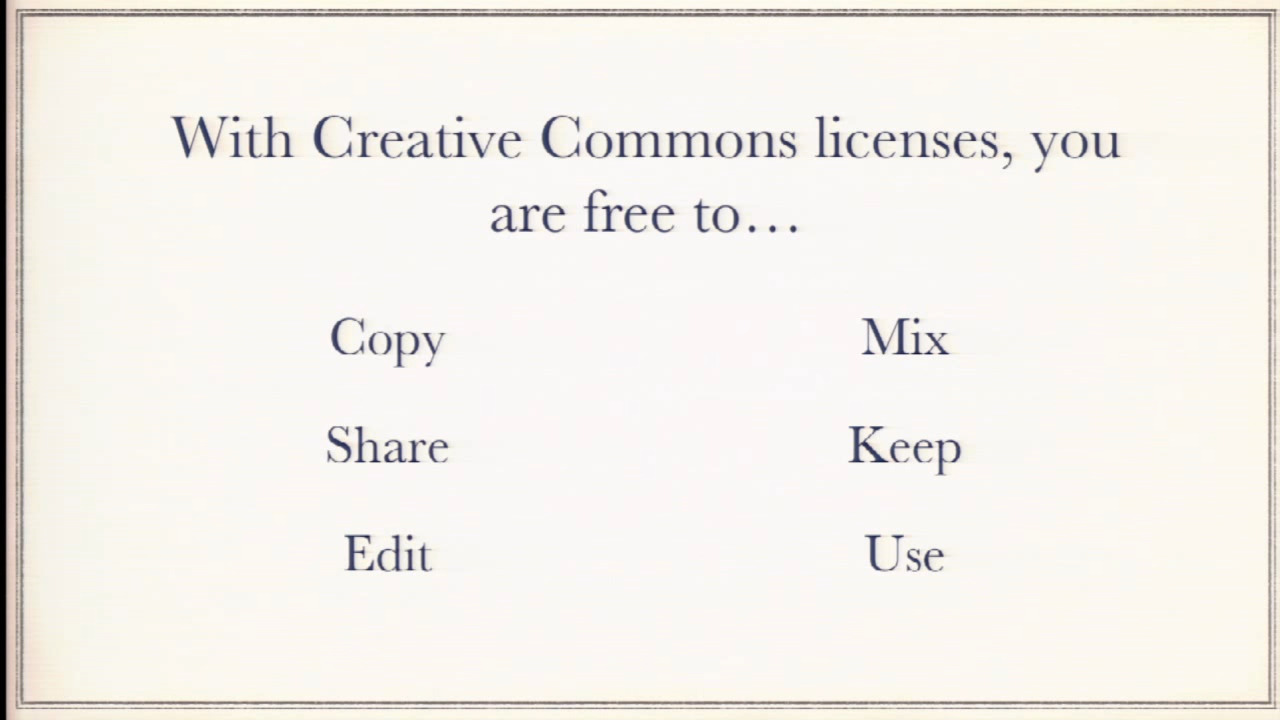 With Creative Commons licenses, you
are free to…
Copy
Share
Edit
Mix
Keep
Use